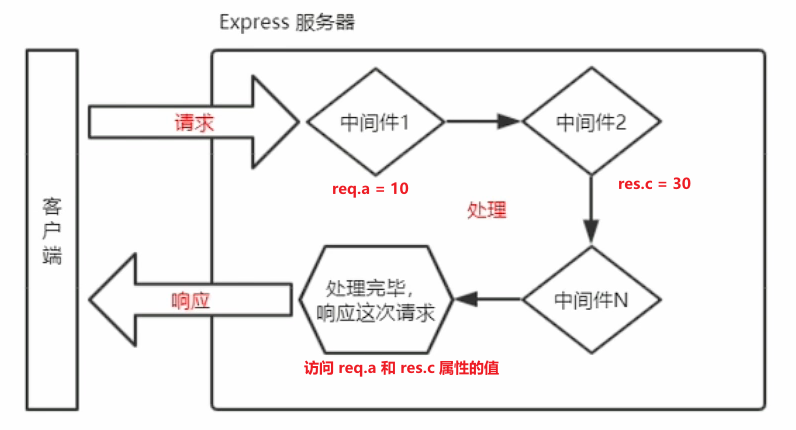 Express 服务器
客户端
请求
中间件1
中间件2
req.a = 10
res.c = 30
处理
响应
处理完毕，
响应这次请求
中间件N
访问 req.a 和 res.c 属性的值